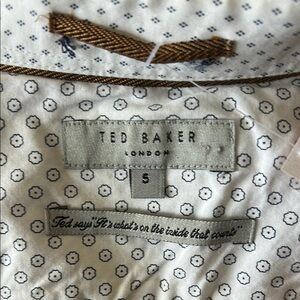 TED BAKER
LONDON
5
Ted says "It's what's on the inside that counts"